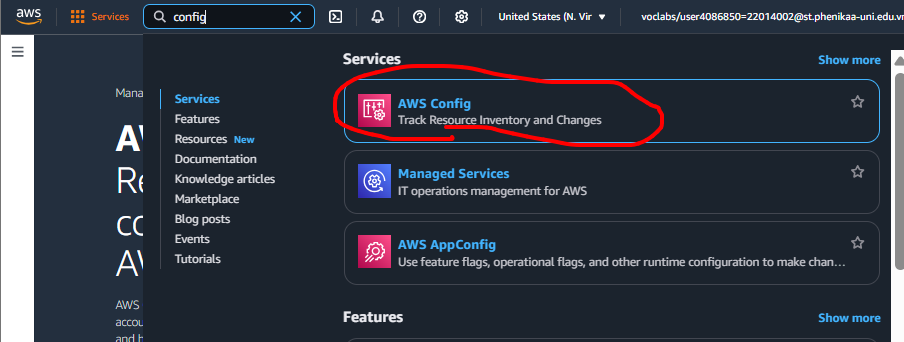 aws
Services
config
United States (N. Vir
voclabs/user4086850=22014002@st.phenikaa-uni.edu.vn
Services
Show more
Services
Features
Resources New
Documentation
Knowledge articles
Marketplace
Blog posts
Events
Tutorials
AWS Config
Track Resource Inventory and Changes
Managed Services
IT operations management for AWS
AWS AppConfig
Use feature flags, operational flags, and other runtime configuration to make chan…
Features
Show more
Mana
AW
Re
co
AV
AWS
accou
and h